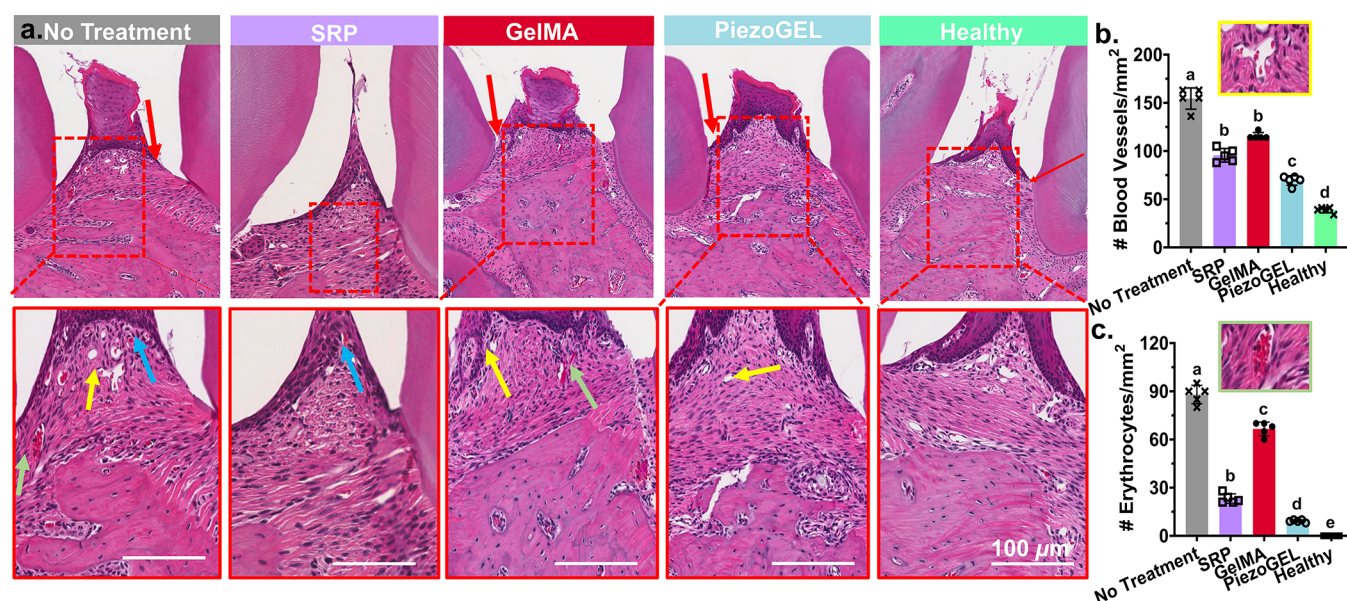 a. No Treatment
SRP
GelMA
PiezoGEL
Healthy
100 µm
b.
# Blood Vessels/mm²
200
150
100
50
0
a
b
b
c
d
No Treatment
SRP
GelMA
PiezoGEL
Healthy
c.
# Erythrocytes/mm²
120
90
60
30
0
a
b
c
d
e
No Treatment
SRP
GelMA
PiezoGEL
Healthy